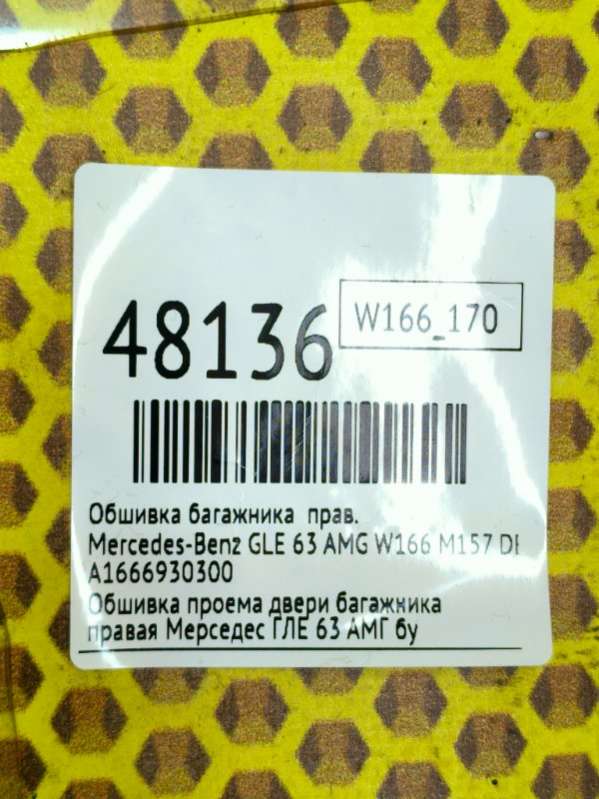 48136
W166_170
Обшивка багажника прав.
Mercedes-Benz GLE 63 AMG W166 M157
A1666930300
Обшивка проема двери багажника
правая Мерседес ГЛЕ 63 АМГ бу